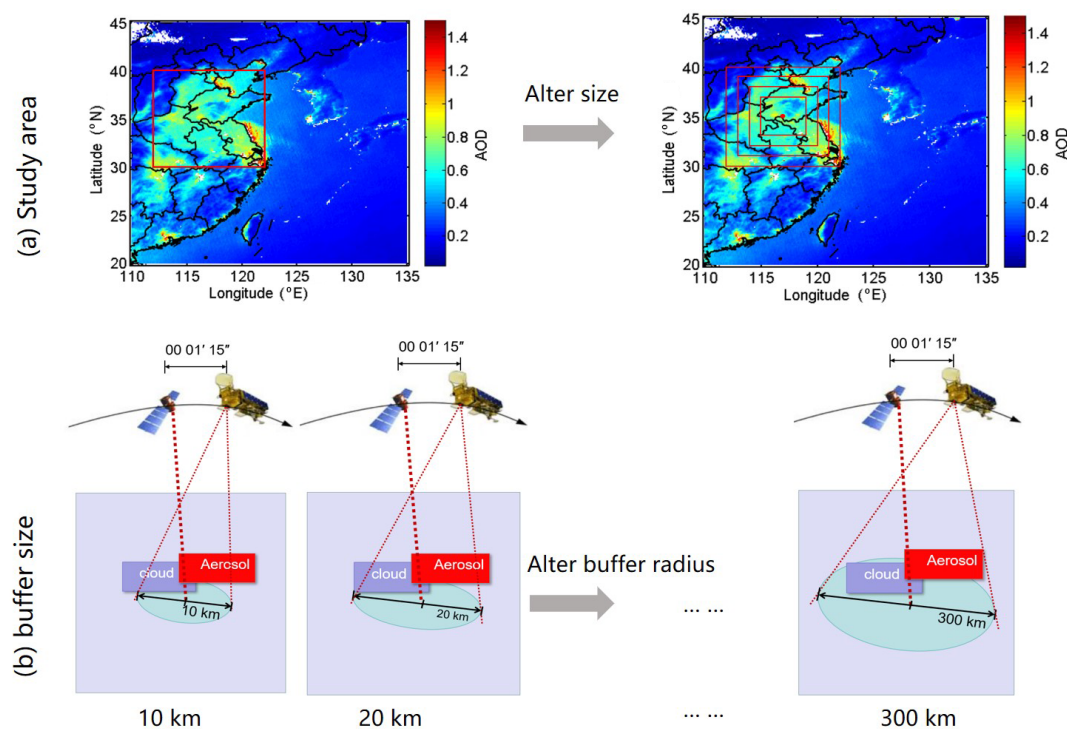 (a) Study area
Latitude (°N)
45
40
35
30
25
20
110 115 120 125 130 135
Longitude (°E)
1.4
1.2
1
0.8
0.6
0.4
0.2
AOD
Alter size
Latitude (°N)
45
40
35
30
25
20
110 115 120 125 130 135
Longitude (°E)
1.4
1.2
1
0.8
0.6
0.4
0.2
AOD
(b) buffer size
00 01′ 15″
cloud
Aerosol
10 km
10 km
00 01′ 15″
cloud
Aerosol
20 km
20 km
Alter buffer radius
... ...
... ...
00 01′ 15″
cloud
Aerosol
300 km
300 km